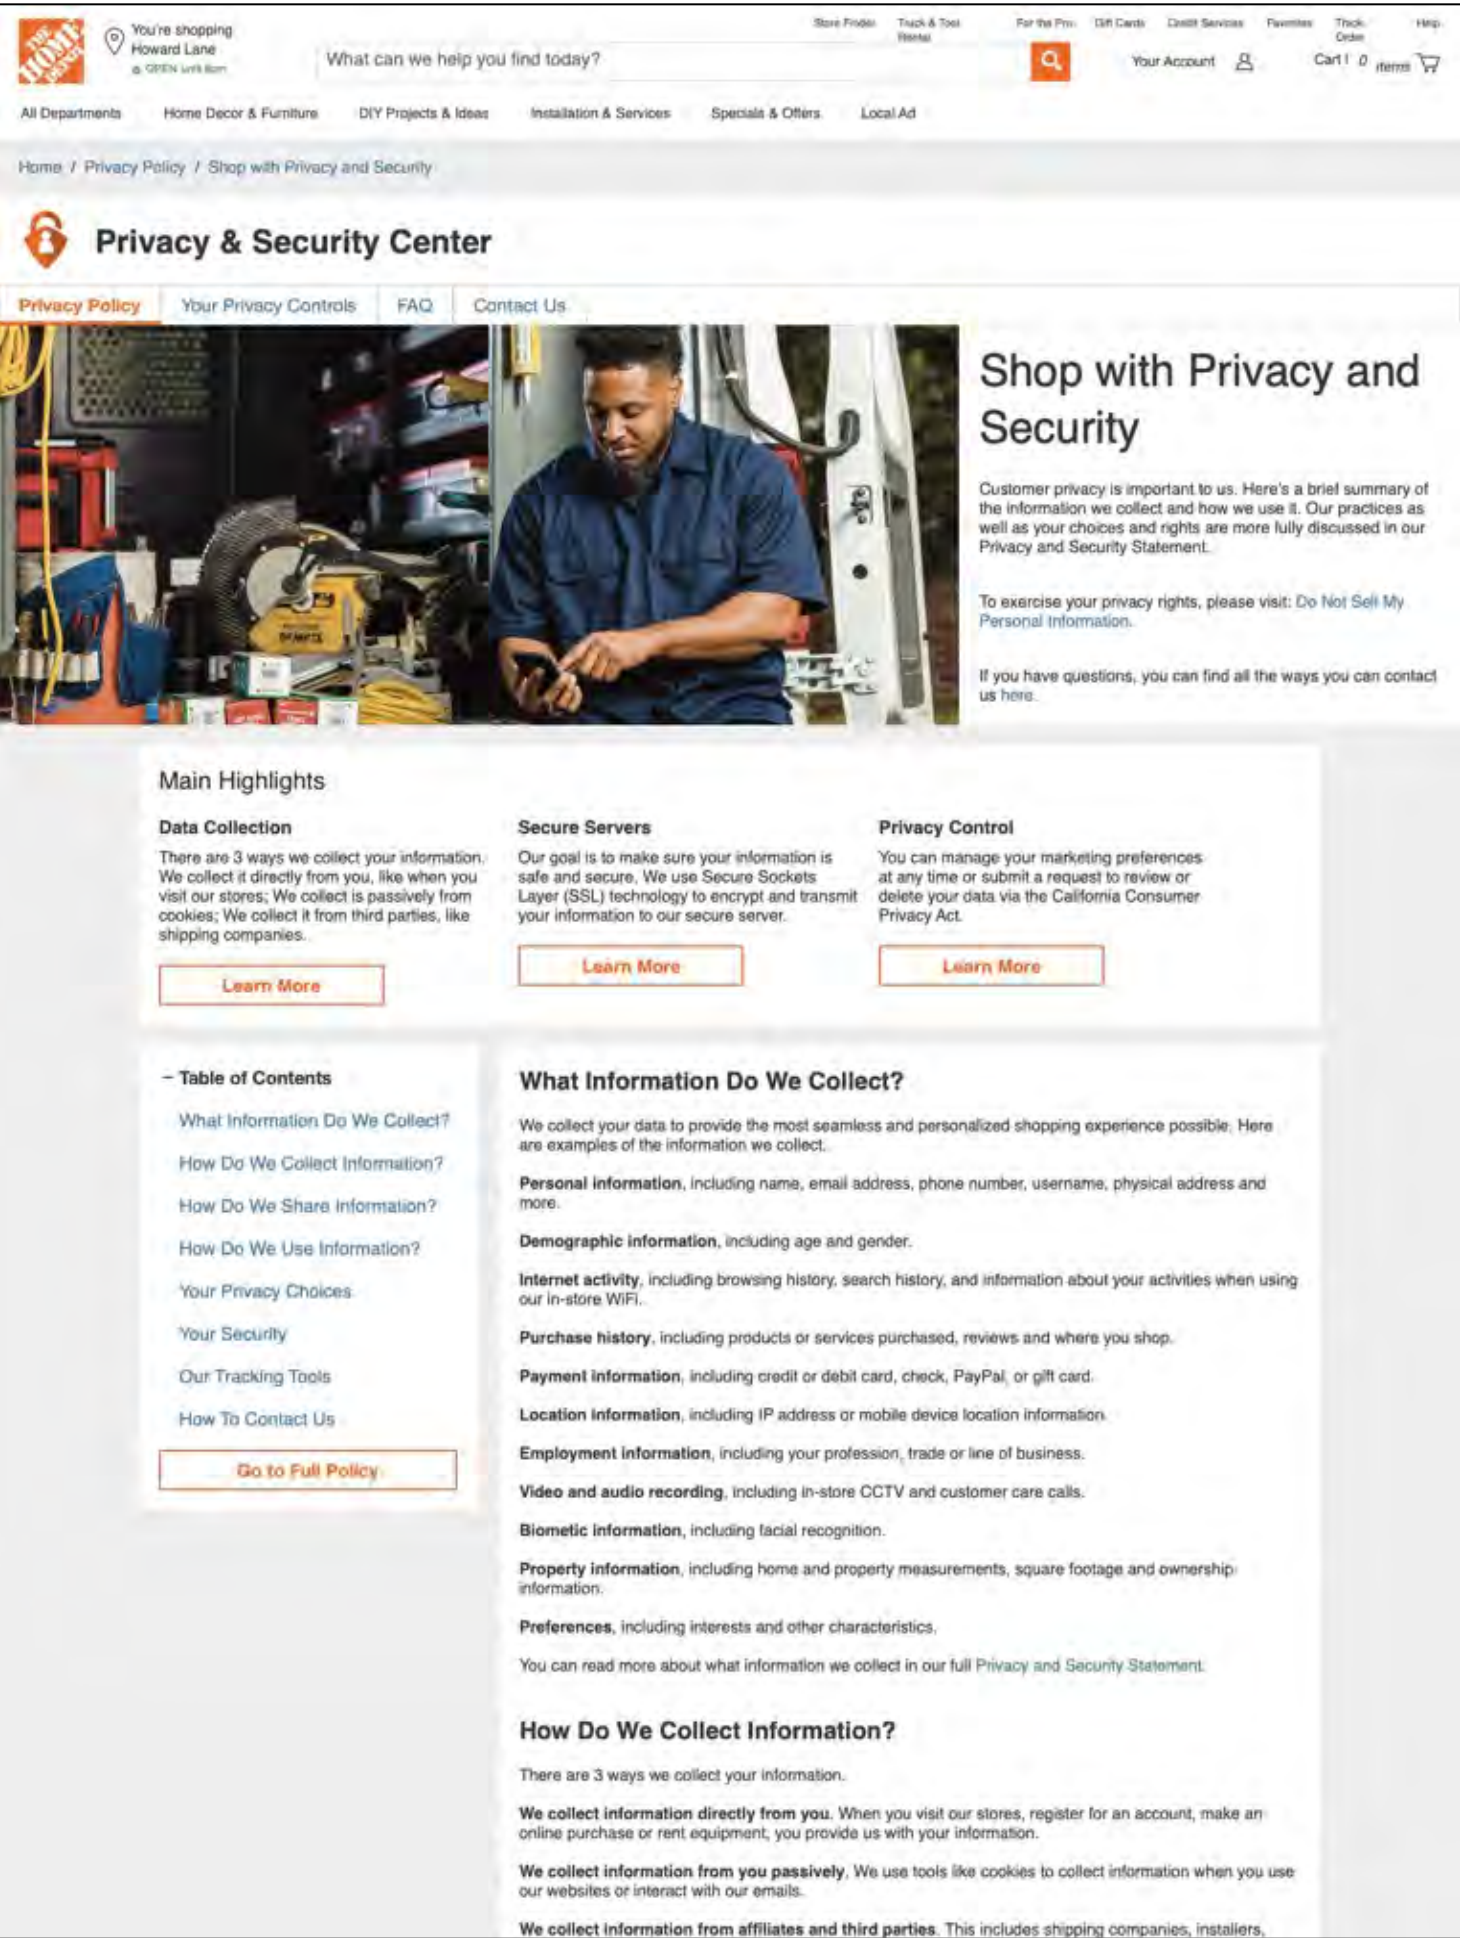 THE HOME DEPOT
You're shopping
Howard Lane
OPEN until 8pm
What can we help you find today?
Store Finder
Truck & Tool
Rental
For the Pro
Gift Cards
Credit Services
Favorites
Track
Order
Help
Your Account
Cart | 0 items
All Departments
Home Decor & Furniture
DIY Projects & Ideas
Installation & Services
Specials & Offers
Local Ad
Home / Privacy Policy / Shop with Privacy and Security
Privacy & Security Center
Privacy Policy
Your Privacy Controls
FAQ
Contact Us
DEWALT
Shop with Privacy and
Security
Customer privacy is important to us. Here's a brief summary of
the information we collect and how we use it. Our practices as
well as your choices and rights are more fully discussed in our
Privacy and Security Statement.
To exercise your privacy rights, please visit: Do Not Sell My
Personal Information.
If you have questions, you can find all the ways you can contact
us here.
Main Highlights
Data Collection
There are 3 ways we collect your information.
We collect it directly from you, like when you
visit our stores; We collect is passively from
cookies; We collect it from third parties, like
shipping companies.
Learn More
Secure Servers
Our goal is to make sure your information is
safe and secure. We use Secure Sockets
Layer (SSL) technology to encrypt and transmit
your information to our secure server.
Learn More
Privacy Control
You can manage your marketing preferences
at any time or submit a request to review or
delete your data via the California Consumer
Privacy Act.
Learn More
– Table of Contents
What Information Do We Collect?
How Do We Collect Information?
How Do We Share Information?
How Do We Use Information?
Your Privacy Choices
Your Security
Our Tracking Tools
How To Contact Us
Go to Full Policy
What Information Do We Collect?
We collect your data to provide the most seamless and personalized shopping experience possible. Here
are examples of the information we collect.
Personal information, including name, email address, phone number, username, physical address and
more.
Demographic information, including age and gender.
Internet activity, including browsing history, search history, and information about your activities when using
our in-store WiFi.
Purchase history, including products or services purchased, reviews and where you shop.
Payment information, including credit or debit card, check, PayPal, or gift card.
Location information, including IP address or mobile device location information.
Employment information, including your profession, trade or line of business.
Video and audio recording, including in-store CCTV and customer care calls.
Biometic information, including facial recognition.
Property information, including home and property measurements, square footage and ownership
information.
Preferences, including interests and other characteristics.
You can read more about what information we collect in our full Privacy and Security Statement.
How Do We Collect Information?
There are 3 ways we collect your information.
We collect information directly from you. When you visit our stores, register for an account, make an
online purchase or rent equipment, you provide us with your information.
We collect information from you passively. We use tools like cookies to collect information when you use
our websites or interact with our emails.
We collect information from affiliates and third parties. This includes shipping companies, installers,